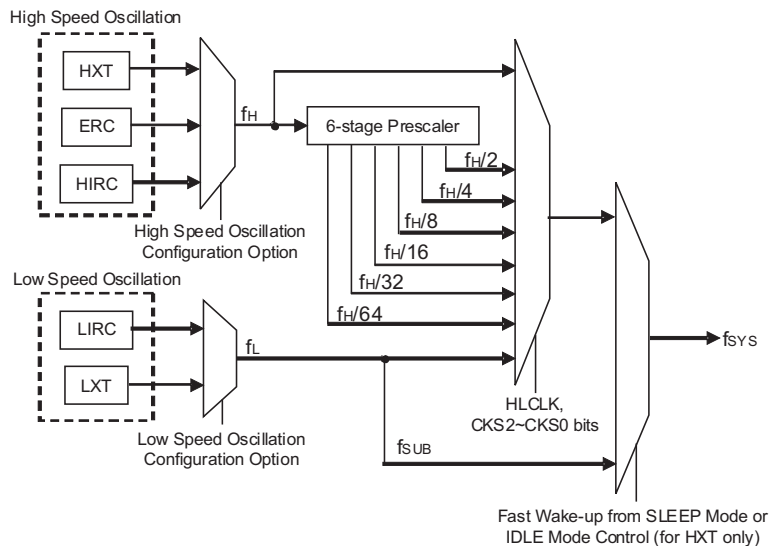 High Speed Oscillation
HXT
ERC
HIRC
fH
6-stage Prescaler
fH/2
fH/4
fH/8
fH/16
fH/32
fH/64
High Speed Oscillation
Configuration Option
Low Speed Oscillation
LIRC
LXT
fL
fSYS
HLCLK,
CKS2~CKS0 bits
Low Speed Oscillation
Configuration Option
fSUB
Fast Wake-up from SLEEP Mode or
IDLE Mode Control (for HXT only)